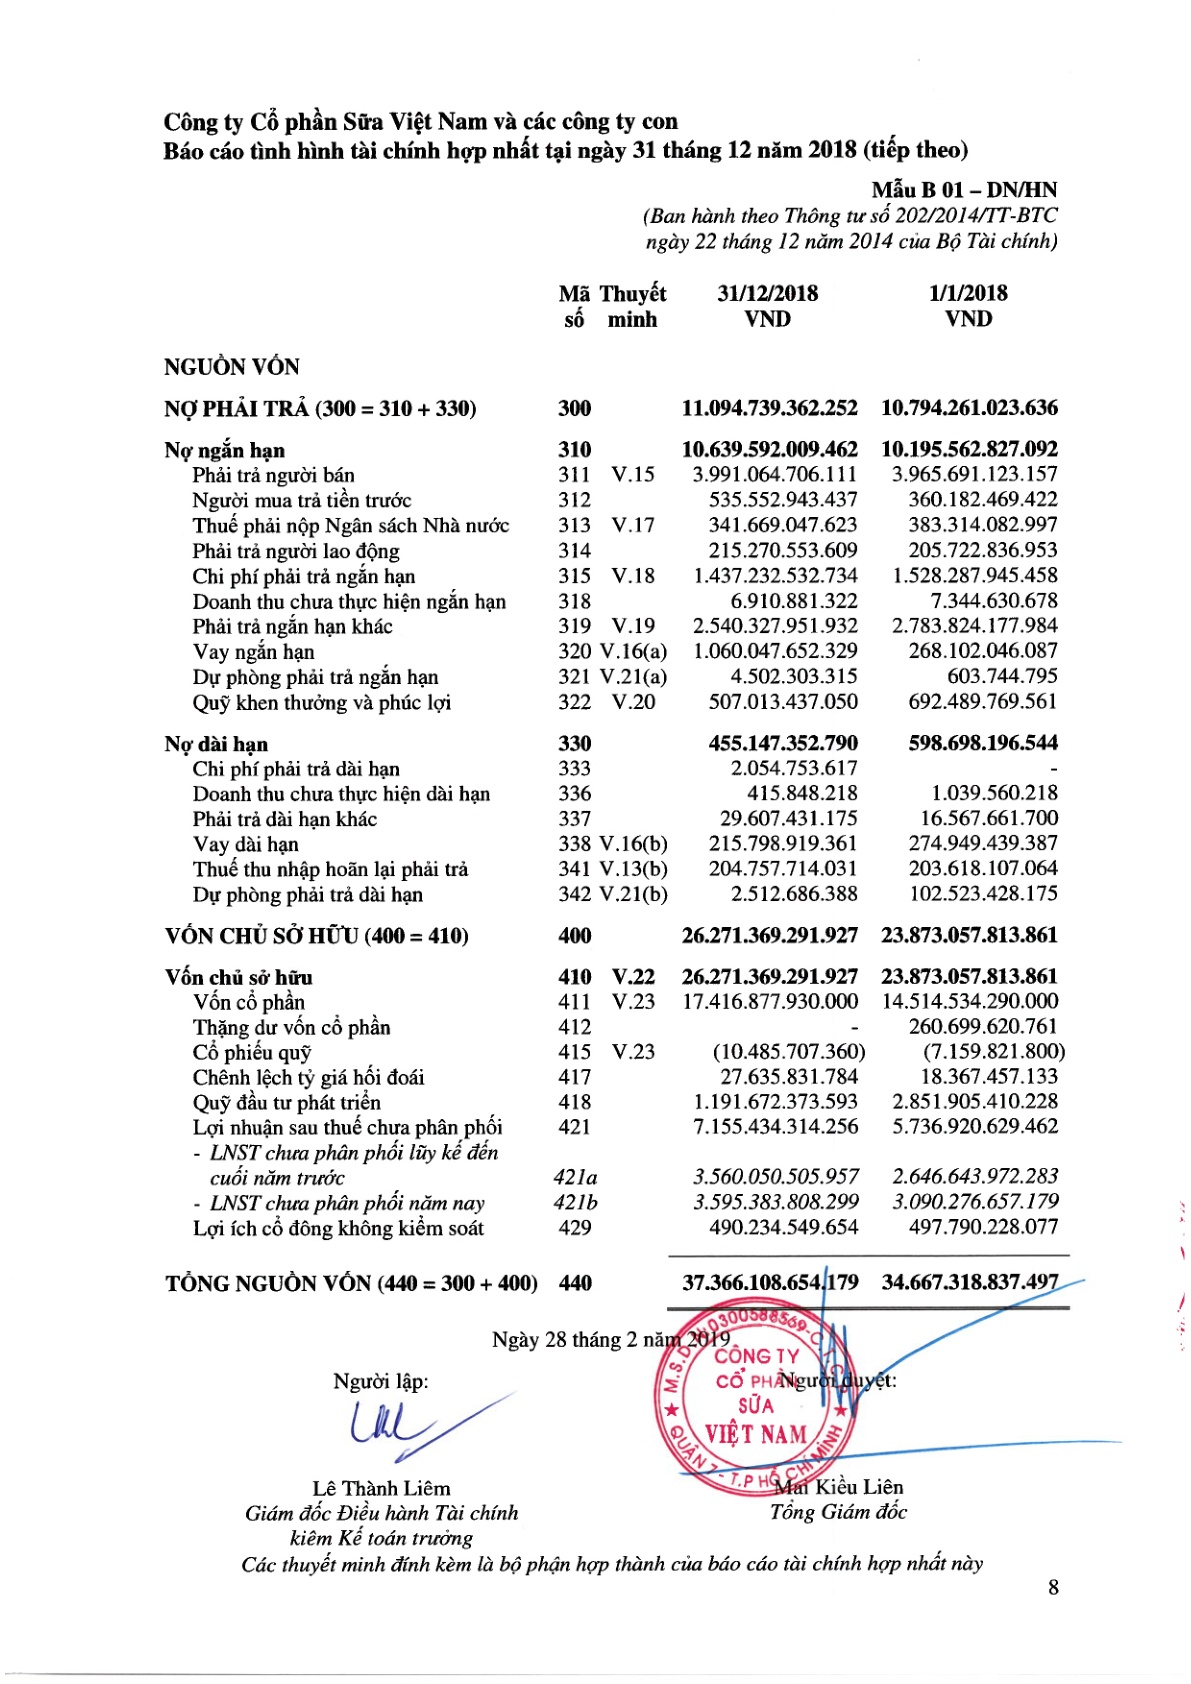 Công ty Cổ phần Sữa Việt Nam và các công ty con
Báo cáo tình hình tài chính hợp nhất tại ngày 31 tháng 12 năm 2018 (tiếp theo)
Mẫu B 01 – DN/HN
(Ban hành theo Thông tư số 202/2014/TT-BTC
ngày 22 tháng 12 năm 2014 của Bộ Tài chính)
Mã Thuyết 31/12/2018 1/1/2018
số minh VND VND
NGUỒN VỐN
NỢ PHẢI TRẢ (300 = 310 + 330) 300 11.094.739.362.252 10.794.261.023.636
Nợ ngắn hạn 310 10.639.592.009.462 10.195.562.827.092
Phải trả người bán 311 V.15 3.991.064.706.111 3.965.691.123.157
Người mua trả tiền trước 312 535.552.943.437 360.182.469.422
Thuế phải nộp Ngân sách Nhà nước 313 V.17 341.669.047.623 383.314.082.997
Phải trả người lao động 314 215.270.553.609 205.722.836.953
Chi phí phải trả ngắn hạn 315 V.18 1.437.232.532.734 1.528.287.945.458
Doanh thu chưa thực hiện ngắn hạn 318 6.910.881.322 7.344.630.678
Phải trả ngắn hạn khác 319 V.19 2.540.327.951.932 2.783.824.177.984
Vay ngắn hạn 320 V.16(a) 1.060.047.652.329 268.102.046.087
Dự phòng phải trả ngắn hạn 321 V.21(a) 4.502.303.315 603.744.795
Quỹ khen thưởng và phúc lợi 322 V.20 507.013.437.050 692.489.769.561
Nợ dài hạn 330 455.147.352.790 598.698.196.544
Chi phí phải trả dài hạn 333 2.054.753.617 -
Doanh thu chưa thực hiện dài hạn 336 415.848.218 1.039.560.218
Phải trả dài hạn khác 337 29.607.431.175 16.567.661.700
Vay dài hạn 338 V.16(b) 215.798.919.361 274.949.439.387
Thuế thu nhập hoãn lại phải trả 341 V.13(b) 204.757.714.031 203.618.107.064
Dự phòng phải trả dài hạn 342 V.21(b) 2.512.686.388 102.523.428.175
VỐN CHỦ SỞ HỮU (400 = 410) 400 26.271.369.291.927 23.873.057.813.861
Vốn chủ sở hữu 410 V.22 26.271.369.291.927 23.873.057.813.861
Vốn cổ phần 411 V.23 17.416.877.930.000 14.514.534.290.000
Thặng dư vốn cổ phần 412 - 260.699.620.761
Cổ phiếu quỹ 415 V.23 (10.485.707.360) (7.159.821.800)
Chênh lệch tỷ giá hối đoái 417 27.635.831.784 18.367.457.133
Quỹ đầu tư phát triển 418 1.191.672.373.593 2.851.905.410.228
Lợi nhuận sau thuế chưa phân phối 421 7.155.434.314.256 5.736.920.629.462
- LNST chưa phân phối lũy kế đến
cuối năm trước 421a 3.560.050.505.957 2.646.643.972.283
- LNST chưa phân phối năm nay 421b 3.595.383.808.299 3.090.276.657.179
Lợi ích cổ đông không kiểm soát 429 490.234.549.654 497.790.228.077
TỔNG NGUỒN VỐN (440 = 300 + 400) 440 37.366.108.654.179 34.667.318.837.497
Ngày 28 tháng 2 năm 2019
Người lập: Người duyệt:
M.S.D.N:0300588569-C.T.C.P
CÔNG TY
CỔ PHẦN
SỮA
VIỆT NAM
QUẬN 7 - T.P HỒ CHÍ MINH
Lê Thành Liêm Mai Kiều Liên
Giám đốc Điều hành Tài chính Tổng Giám đốc
kiêm Kế toán trưởng
Các thuyết minh đính kèm là bộ phận hợp thành của báo cáo tài chính hợp nhất này
8